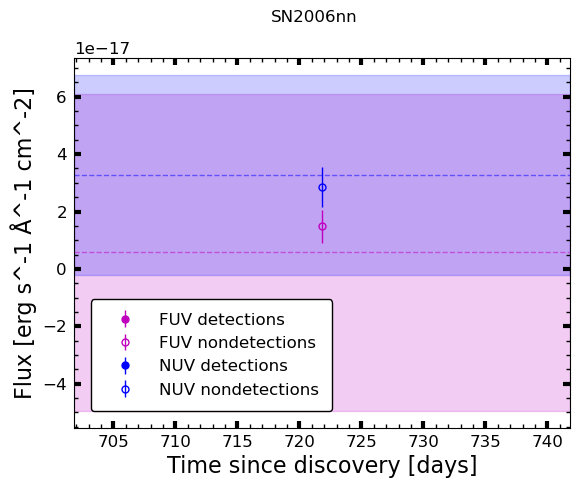 SN2006nn
1e−17
Flux [erg s^-1 Å^-1 cm^-2]
6
4
2
0
−2
−4
FUV detections
FUV nondetections
NUV detections
NUV nondetections
705 710 715 720 725 730 735 740
Time since discovery [days]